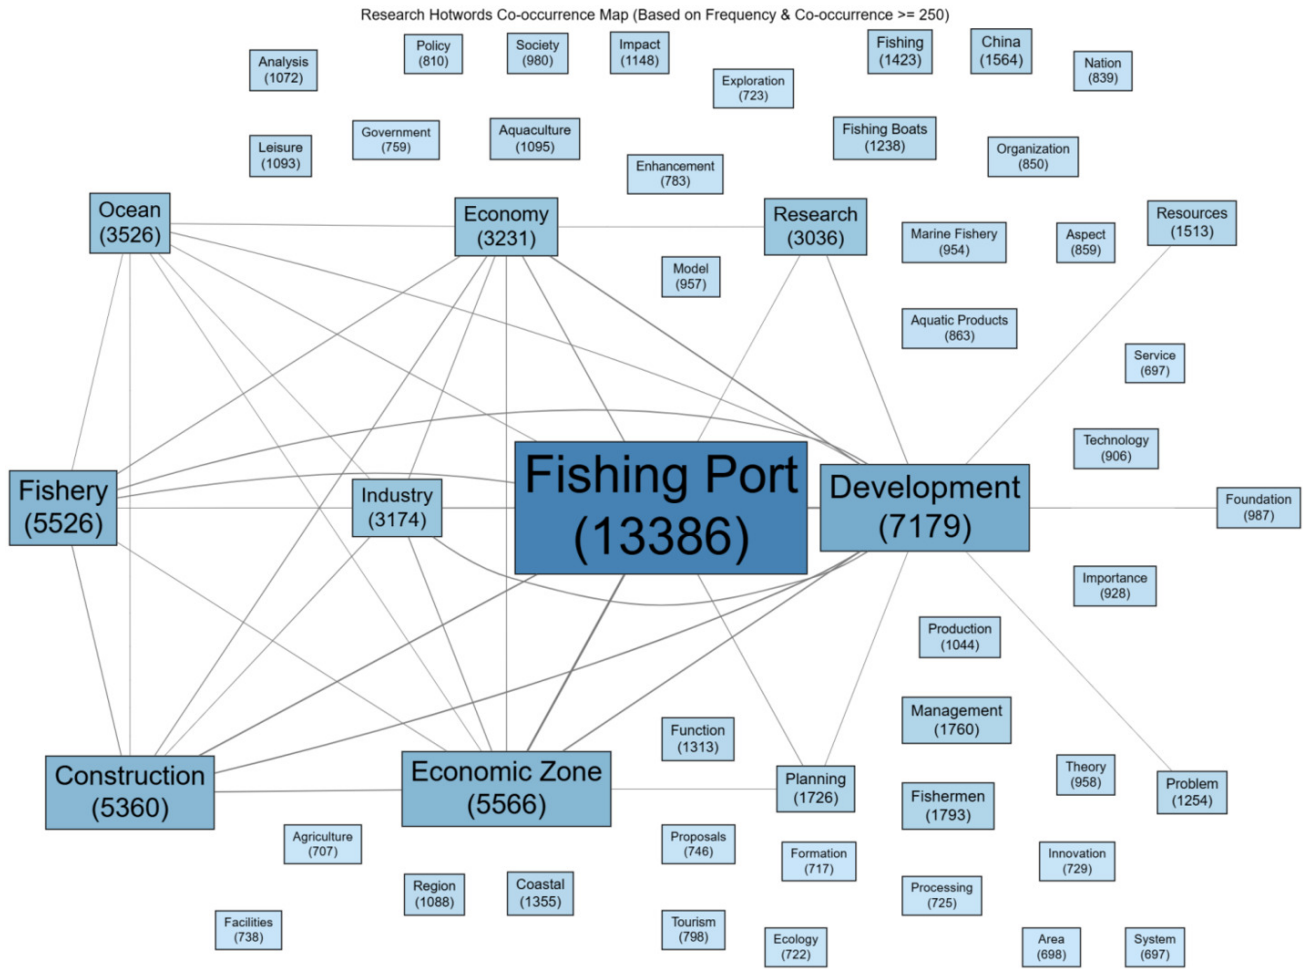 Research Hotwords Co-occurrence Map (Based on Frequency & Co-occurrence >= 250)
Analysis
(1072)
Policy
(810)
Society
(980)
Impact
(1148)
Exploration
(723)
Fishing
(1423)
China
(1564)
Nation
(839)
Leisure
(1093)
Government
(759)
Aquaculture
(1095)
Enhancement
(783)
Fishing Boats
(1238)
Organization
(850)
Ocean
(3526)
Economy
(3231)
Research
(3036)
Marine Fishery
(954)
Aspect
(859)
Resources
(1513)
Model
(957)
Aquatic Products
(863)
Service
(697)
Technology
(906)
Fishery
(5526)
Industry
(3174)
Fishing Port
(13386)
Development
(7179)
Foundation
(987)
Importance
(928)
Production
(1044)
Management
(1760)
Function
(1313)
Construction
(5360)
Economic Zone
(5566)
Planning
(1726)
Theory
(958)
Problem
(1254)
Fishermen
(1793)
Agriculture
(707)
Proposals
(746)
Formation
(717)
Innovation
(729)
Region
(1088)
Coastal
(1355)
Processing
(725)
Facilities
(738)
Tourism
(798)
Ecology
(722)
Area
(698)
System
(697)